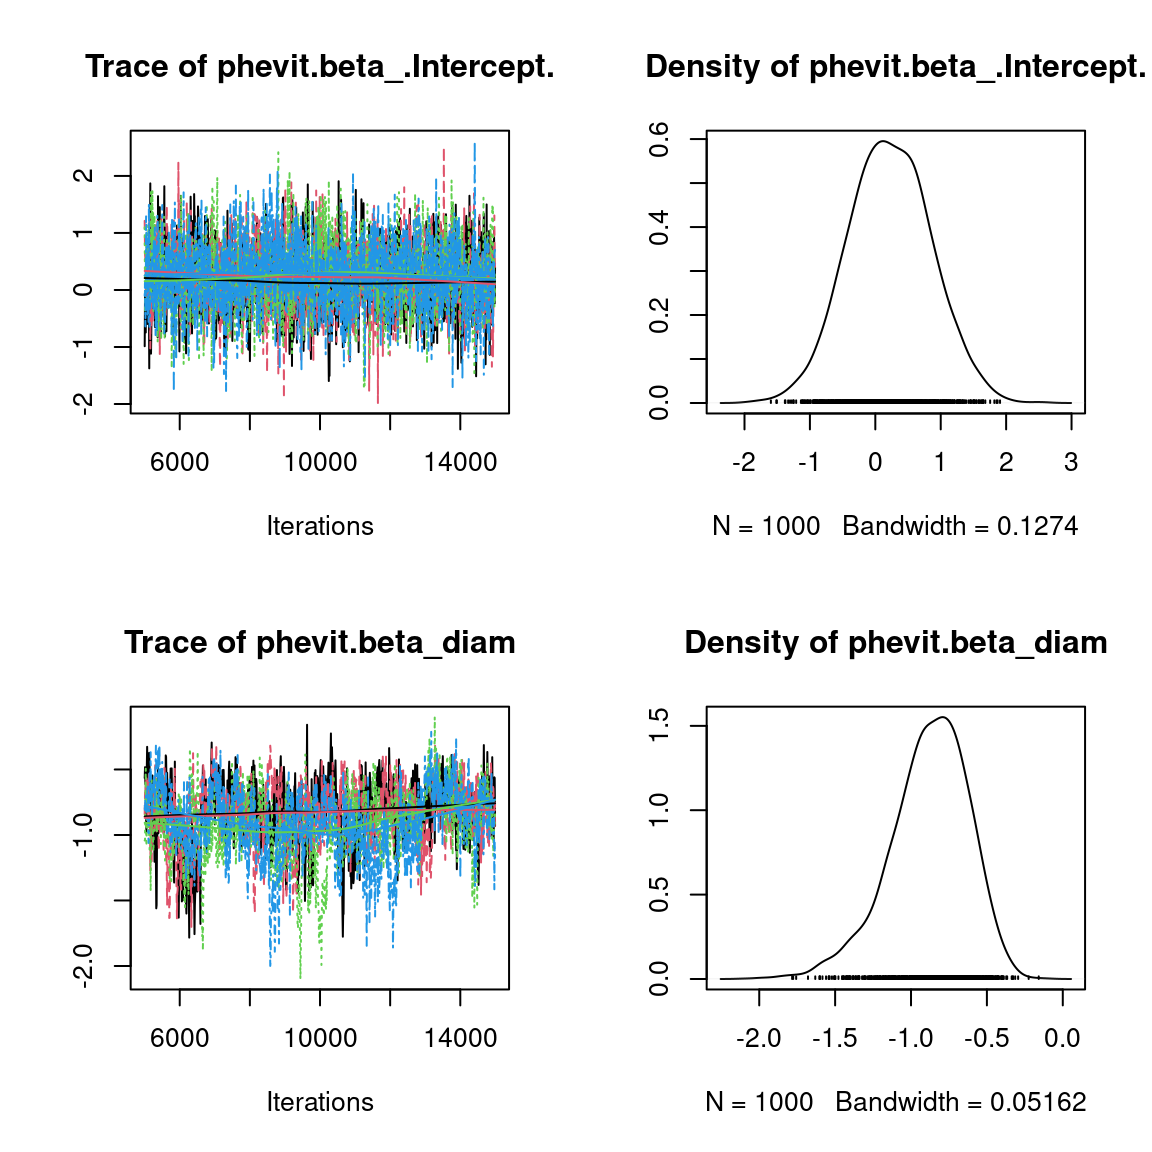 Trace of phevit.beta_.Intercept.
2
1
0
-1
-2
6000 10000 14000
Iterations
Density of phevit.beta_.Intercept.
0.6
0.4
0.2
0.0
-2 -1 0 1 2 3
N = 1000 Bandwidth = 0.1274
Trace of phevit.beta_diam
-1.0
-2.0
6000 10000 14000
Iterations
Density of phevit.beta_diam
1.5
1.0
0.5
0.0
-2.0 -1.5 -1.0 -0.5 0.0
N = 1000 Bandwidth = 0.05162